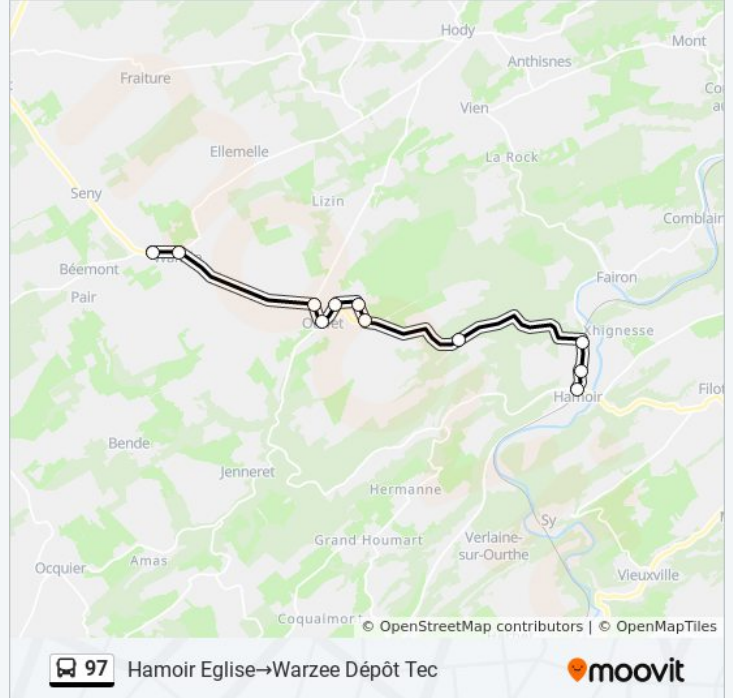 Hody
Mont
Anthisnes
Fraiture
Vien
Ellemelle
La Rock
Seny
Lizin
Complain
Béemont
Fairon
Pair
Xhignesse
Hamoir
Filot
Bende
Jenneret
Hermanne
Grand Houmart
Sy
Verlaine-
sur-Ourthe
Amas
Ocquier
Vieuxville
© OpenStreetMap contributors | © OpenMapTiles
97 Hamoir Eglise→Warzee Dépôt Tec
moovit